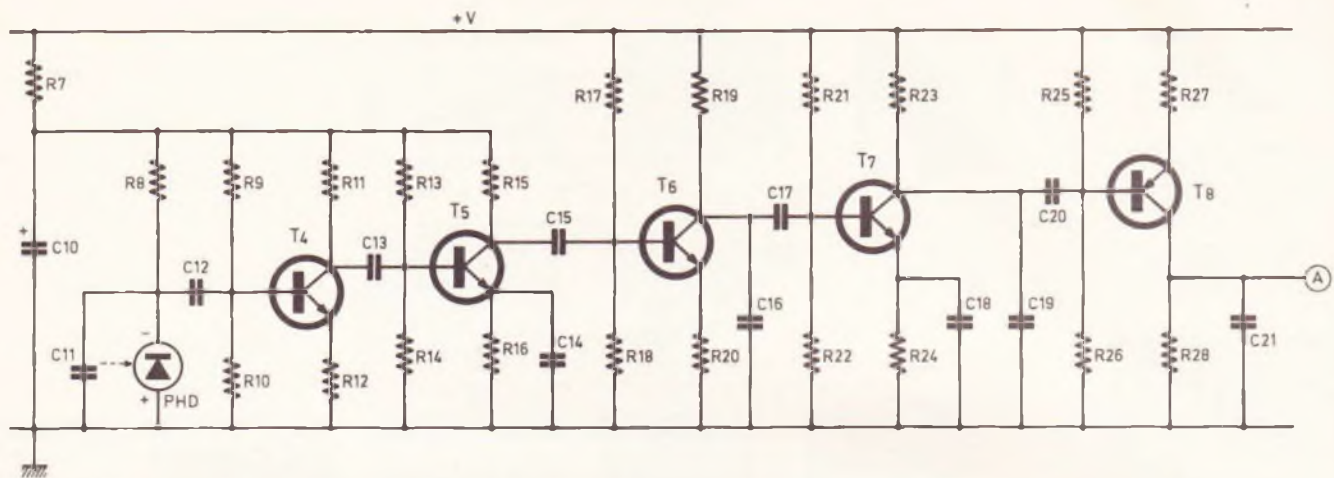 +V
R7
R17
R19
R21
R23
R25
R27
R8
R9
R11
R13
R15
T4
T5
T6
T7
T8
+
C10
C12
C13
C15
C17
C20
C11
−
+ PHD
R10
R12
R14
R16
C14
R18
R20
C16
R22
R24
C18
C19
R26
R28
C21
A